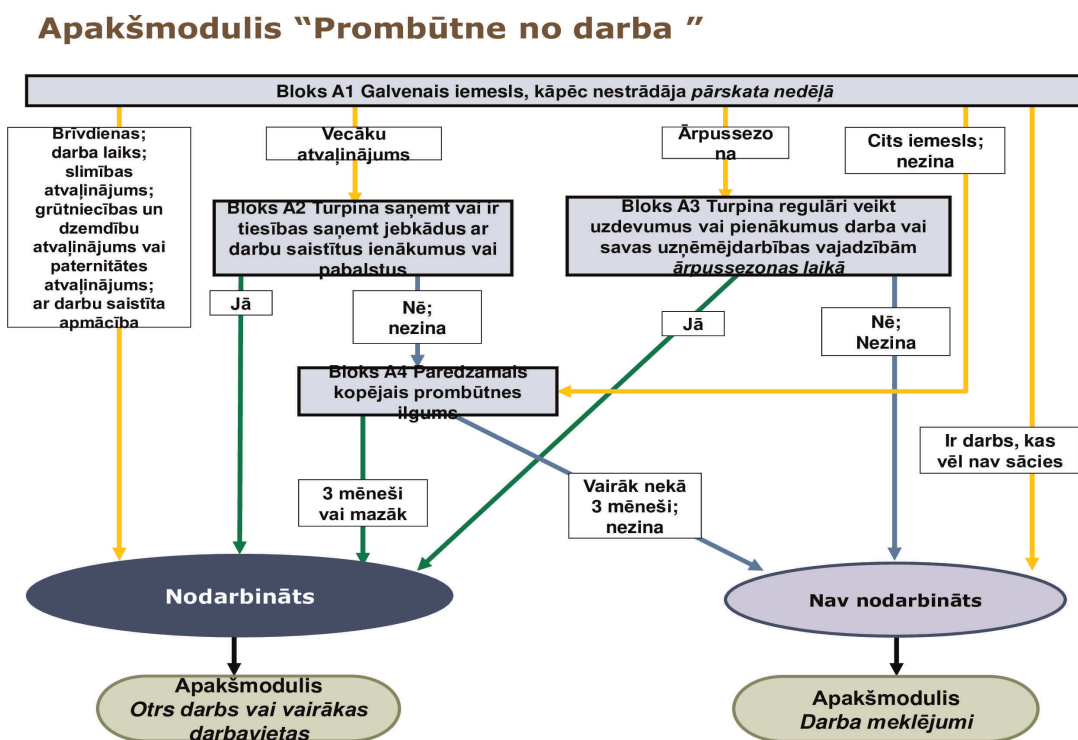 Apakšmodulis “Prombūtne no darba ”
Bloks A1 Galvenais iemesls, kāpēc nestrādāja pārskata nedēļā
Brīvdienas;
darba laiks;
slimības
atvaļinājums;
grūtniecības un
dzemdību
atvaļinājums vai
paternitātes
atvaļinājums;
ar darbu saistīta
apmācība
Vecāku
atvaļinājums
Ārpussezo
na
Cits iemesls;
nezina
Bloks A2 Turpina saņemt vai ir
tiesības saņemt jebkādus ar
darbu saistītus ienākumus vai
pabalstus
Bloks A3 Turpina regulāri veikt
uzdevumus vai pienākumus darba vai
savas uzņēmējdarbības vajadzībām
ārpussezonas laikā
Jā
Nē;
nezina
Jā
Nē;
Nezina
Bloks A4 Paredzamais
kopējais prombūtnes
ilgums
Ir darbs, kas
vēl nav sācies
3 mēneši
vai mazāk
Vairāk nekā
3 mēneši;
nezina
Nodarbināts
Nav nodarbināts
Apakšmodulis
Otrs darbs vai vairākas
darbavietas
Apakšmodulis
Darba meklējumi